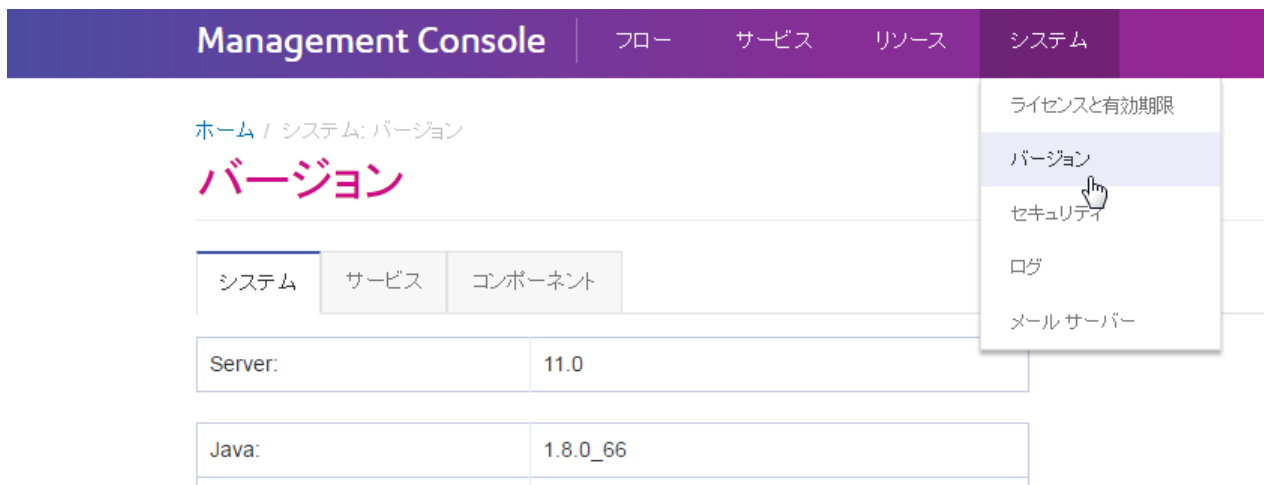 Management Console フロー サービス リソース システム
ライセンスと有効期限
バージョン
セキュリティ
ログ
メール サーバー
ホーム / システム: バージョン
バージョン
システム サービス コンポーネント
Server: 11.0
Java: 1.8.0_66